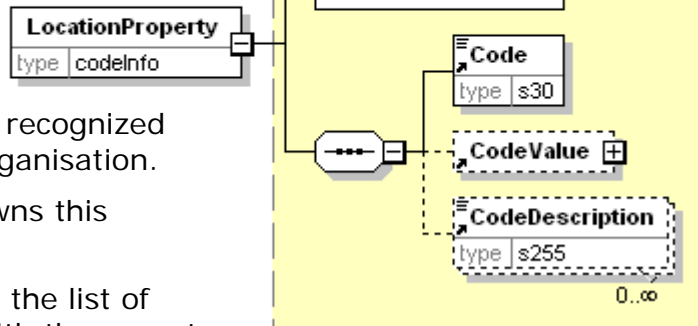 LocationProperty
type codeInfo
Code
type s30
recognized
ganisation.
CodeValue
wns this
CodeDescription
type s255
the list of
0..∞